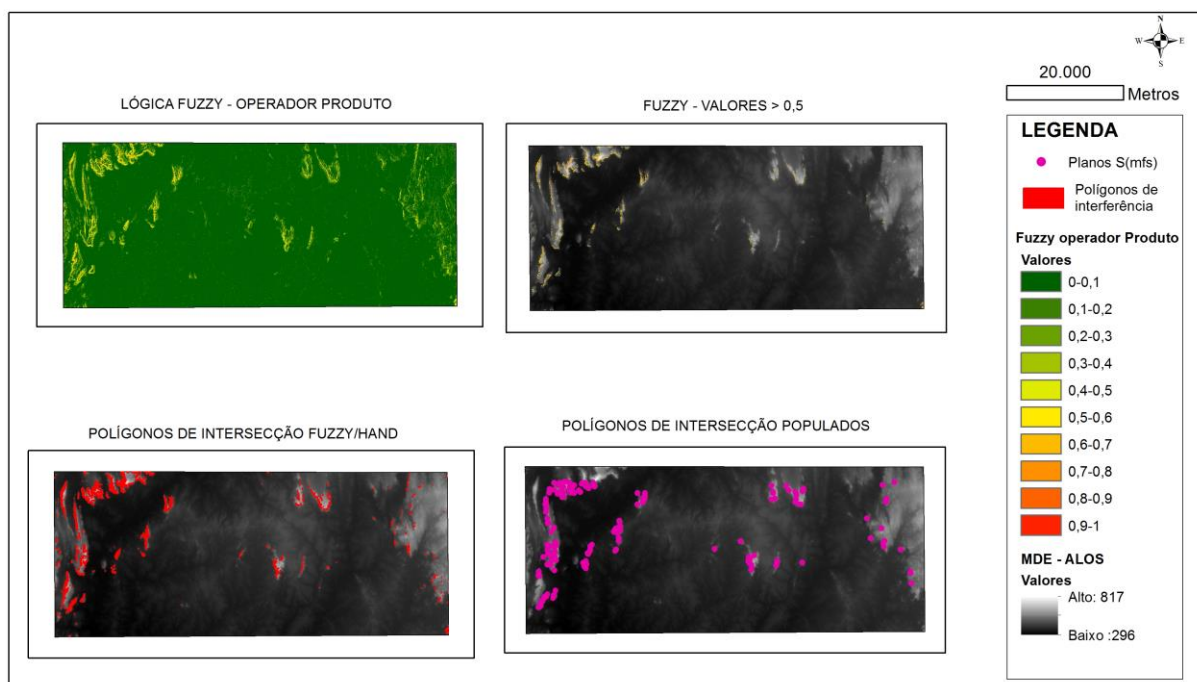 N
W E
S
20.000
Metros
LÓGICA FUZZY - OPERADOR PRODUTO
FUZZY - VALORES > 0,5
POLÍGONOS DE INTERSECÇÃO FUZZY/HAND
POLÍGONOS DE INTERSECÇÃO POPULADOS
LEGENDA
Planos S(mfs)
Polígonos de
interferência
Fuzzy operador Produto
Valores
0-0,1
0,1-0,2
0,2-0,3
0,3-0,4
0,4-0,5
0,5-0,6
0,6-0,7
0,7-0,8
0,8-0,9
0,9-1
MDE - ALOS
Valores
Alto: 817
Baixo :296